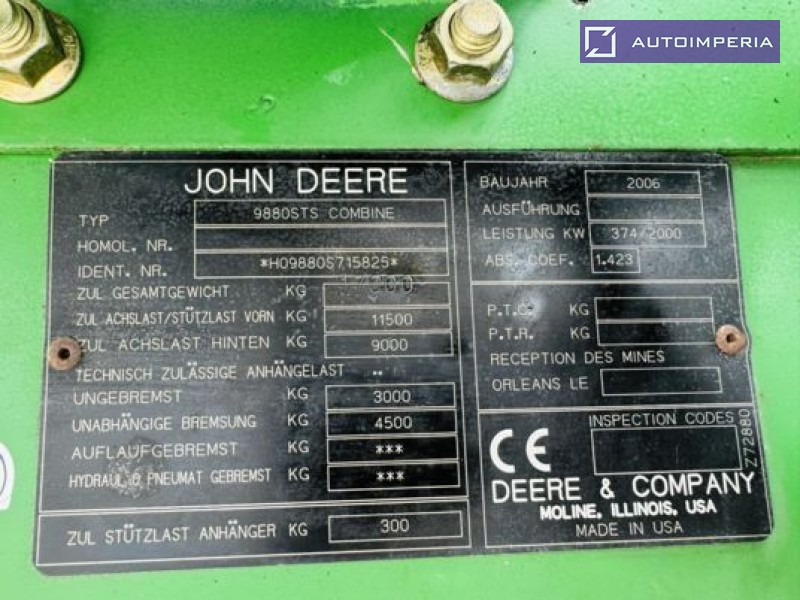 AUTOIMPERIA
JOHN DEERE
TYP 9880STS COMBINE
HOMOL. NR.
IDENT. NR. *H09880S715825*
ZUL GESAMTGEWICHT KG
ZUL ACHSLAST/STÜTZLAST VORN KG 11500
ZUL ACHSLAST HINTEN KG 9000
TECHNISCH ZULÄSSIGE ANHÄNGELAST
UNGEBREMST KG 3000
UNABHÄNGIGE BREMSUNG KG 4500
AUFLAUFGEBREMST KG ***
HYDRAUL O PNEUMAT GEBREMST KG ***
ZUL STÜTZLAST ANHÄNGER KG 300
BAUJAHR 2006
AUSFÜHRUNG
LEISTUNG KW 374/2000
ABS. COEF. 1.423
P.T.C. KG
P.T.R. KG
RECEPTION DES MINES
ORLEANS LE
INSPECTION CODES
CE
DEERE & COMPANY
MOLINE, ILLINOIS, USA
MADE IN USA
Z72880